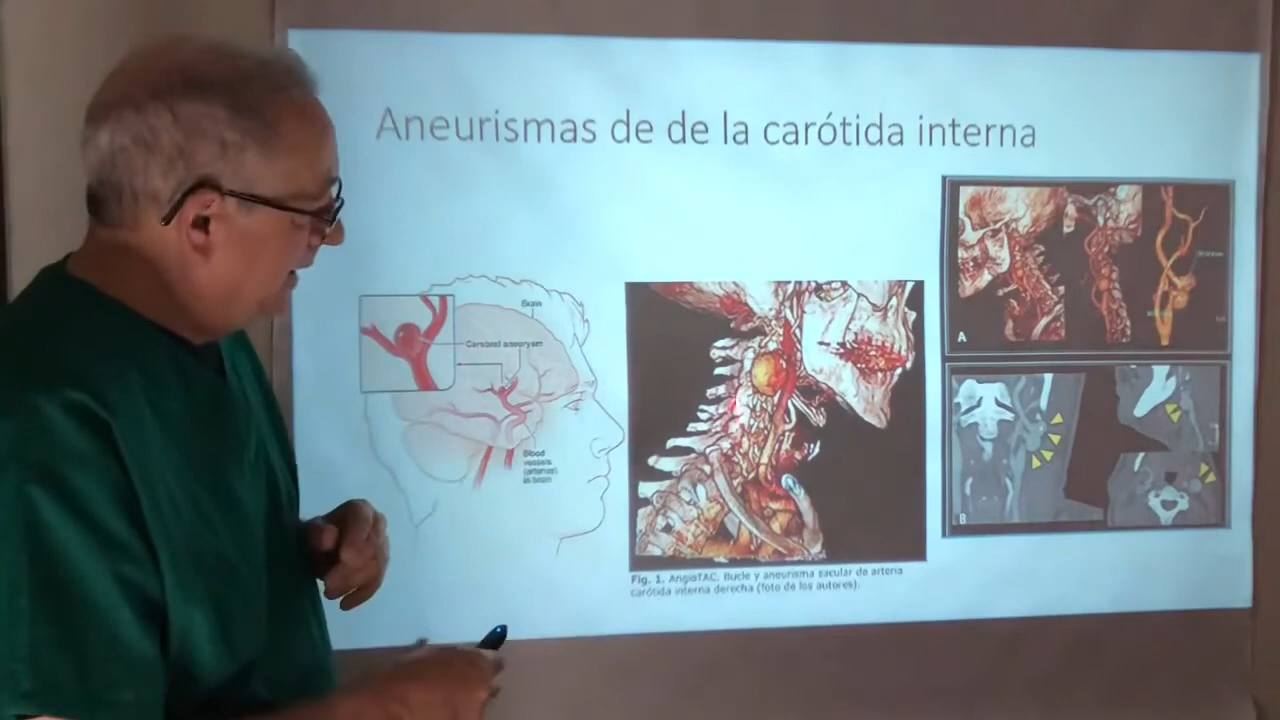 Aneurismas de de la carótida interna
Brain
Cerebral aneurysm
Blood
vessels
(arteries)
in brain
A
B
Fig. 1. AngioTAC. Bucle y aneurisma sacular de arteria
carótida interna derecha (foto de los autores).